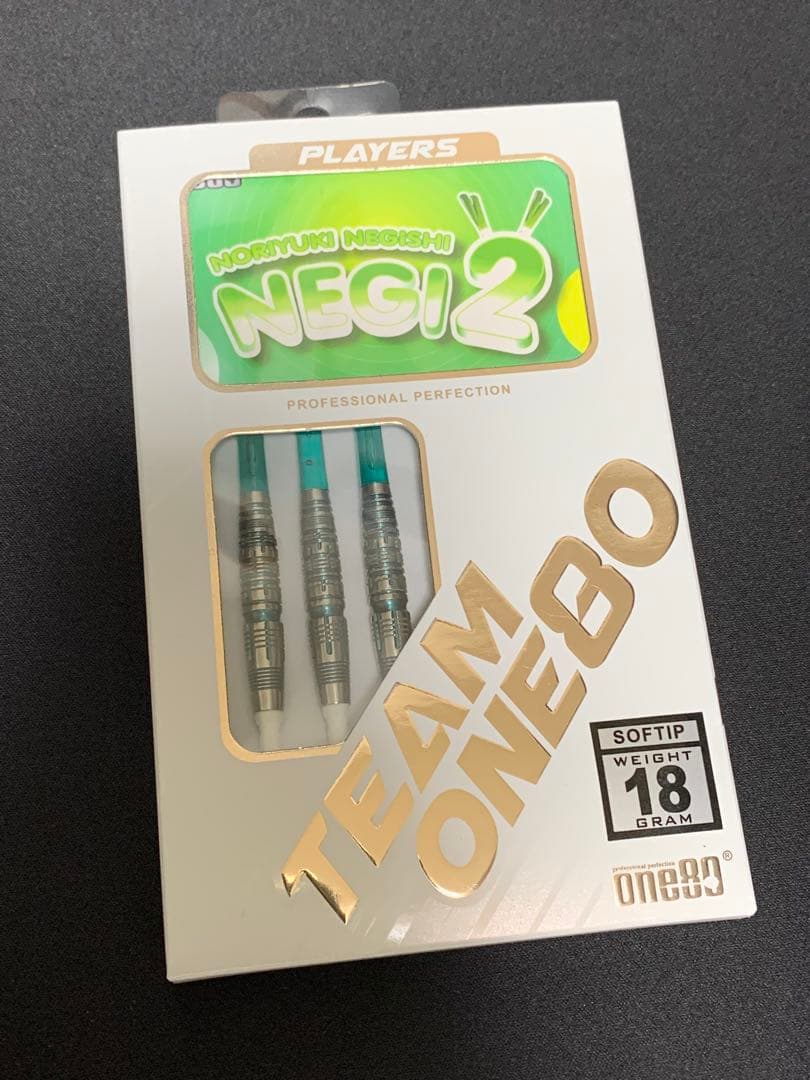 PLAYERS
NORIYUKI NEGISHI
NEGI2
PROFESSIONAL PERFECTION
TEAM
ONE80
SOFTIP
WEIGHT
18
GRAM
professional perfection
one80®